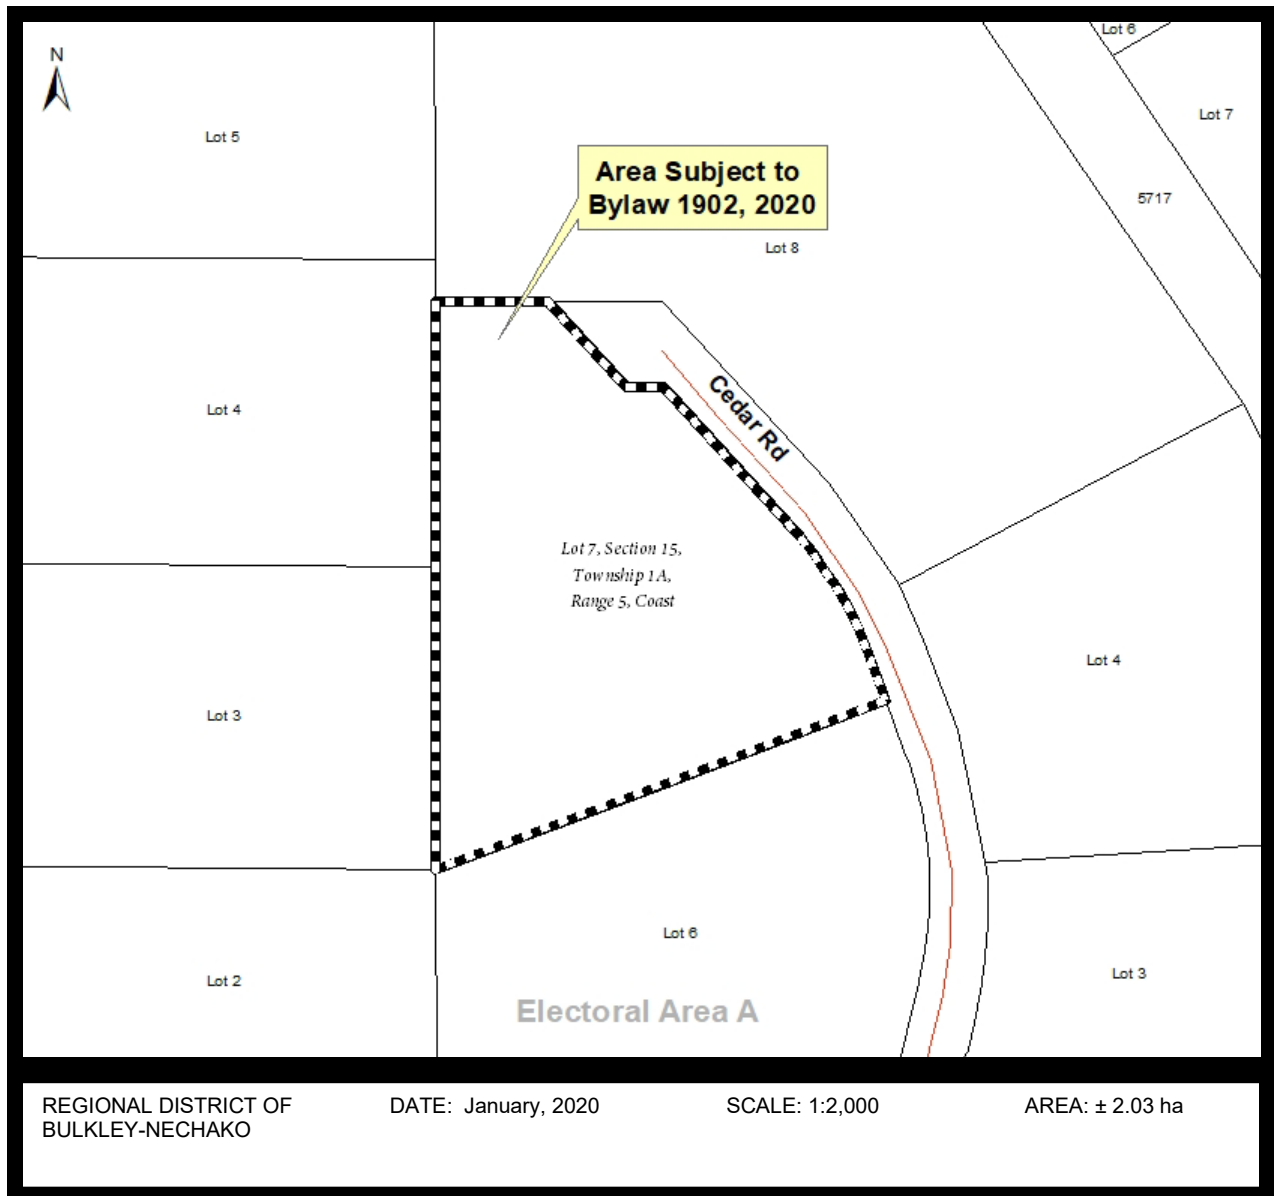 Lot 6
N
Lot 7
Lot 5
Area Subject to
Bylaw 1902, 2020
5717
Lot 8
Cedar Rd
Lot 4
Lot 7, Section 15,
Township 1A,
Range 5, Coast
Lot 4
Lot 3
Lot 6
Lot 3
Lot 2
Electoral Area A
REGIONAL DISTRICT OF
BULKLEY-NECHAKO
DATE: January, 2020
SCALE: 1:2,000
AREA: ± 2.03 ha